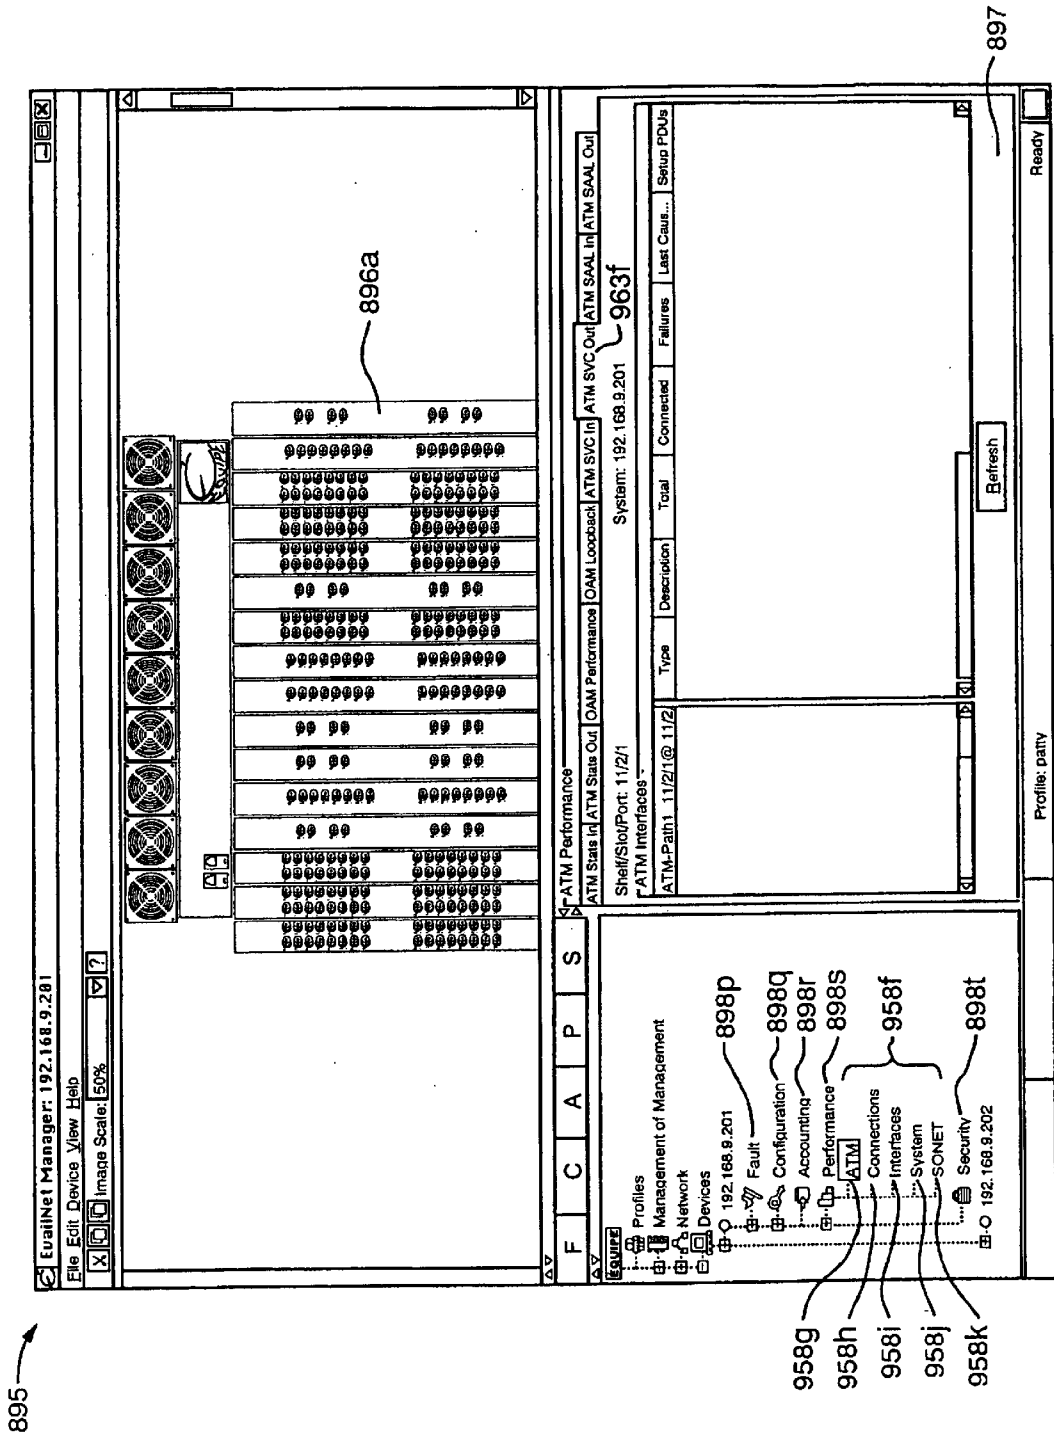 895
EvailNet Manager: 192.168.9.201
File Edit Device View Help
Image Scale: 50% ?
896a
F C A P S
EQUIPE
Profiles
Management of Management
Network
Devices
192.168.9.201
Fault
Configuration
Accounting
Performance
ATM
Connections
Interfaces
System
SONET
Security
192.168.9.202
898p
898q
898r
898s
958f
898t
958g
958h
958i
958j
958k
ATM Performance
ATM Stats In ATM Stats Out OAM Performance OAM Loopback ATM SVC In ATM SVC Out ATM SAAL In ATM SAAL Out
963f
Shelf/Slot/Port: 11/2/1 System: 192.168.9.201
ATM Interfaces
ATM-Path1 11/2/1@ 11/2 Type Description Total Connected Failures Last Caus... Setup PDUs
Refresh
897
Profile: patty Ready